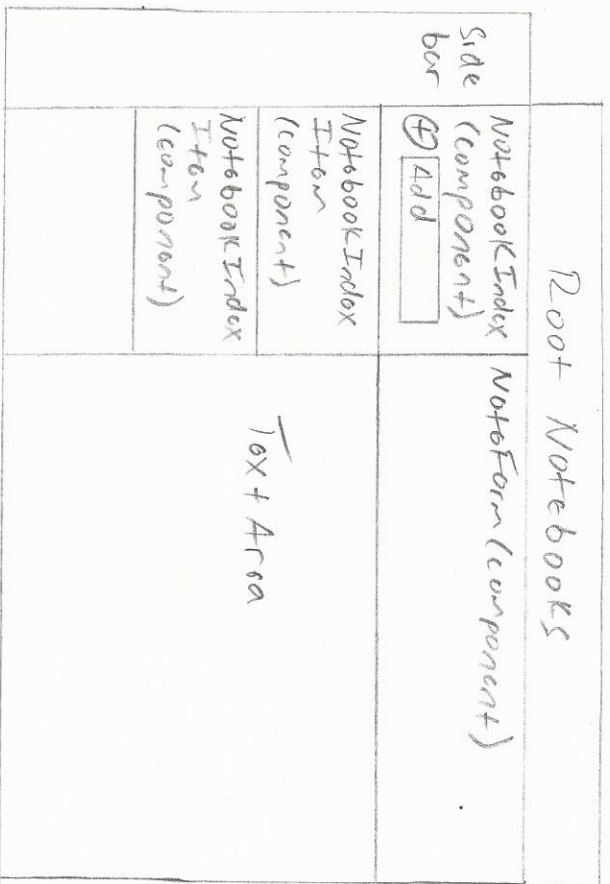 Root Notebooks
Side
bar
NotebookIndex
(component)
⊕ Add
NotebookIndex
Item
(component)
NotebookIndex
Item
(component)
NoteForm (component)
Text Area